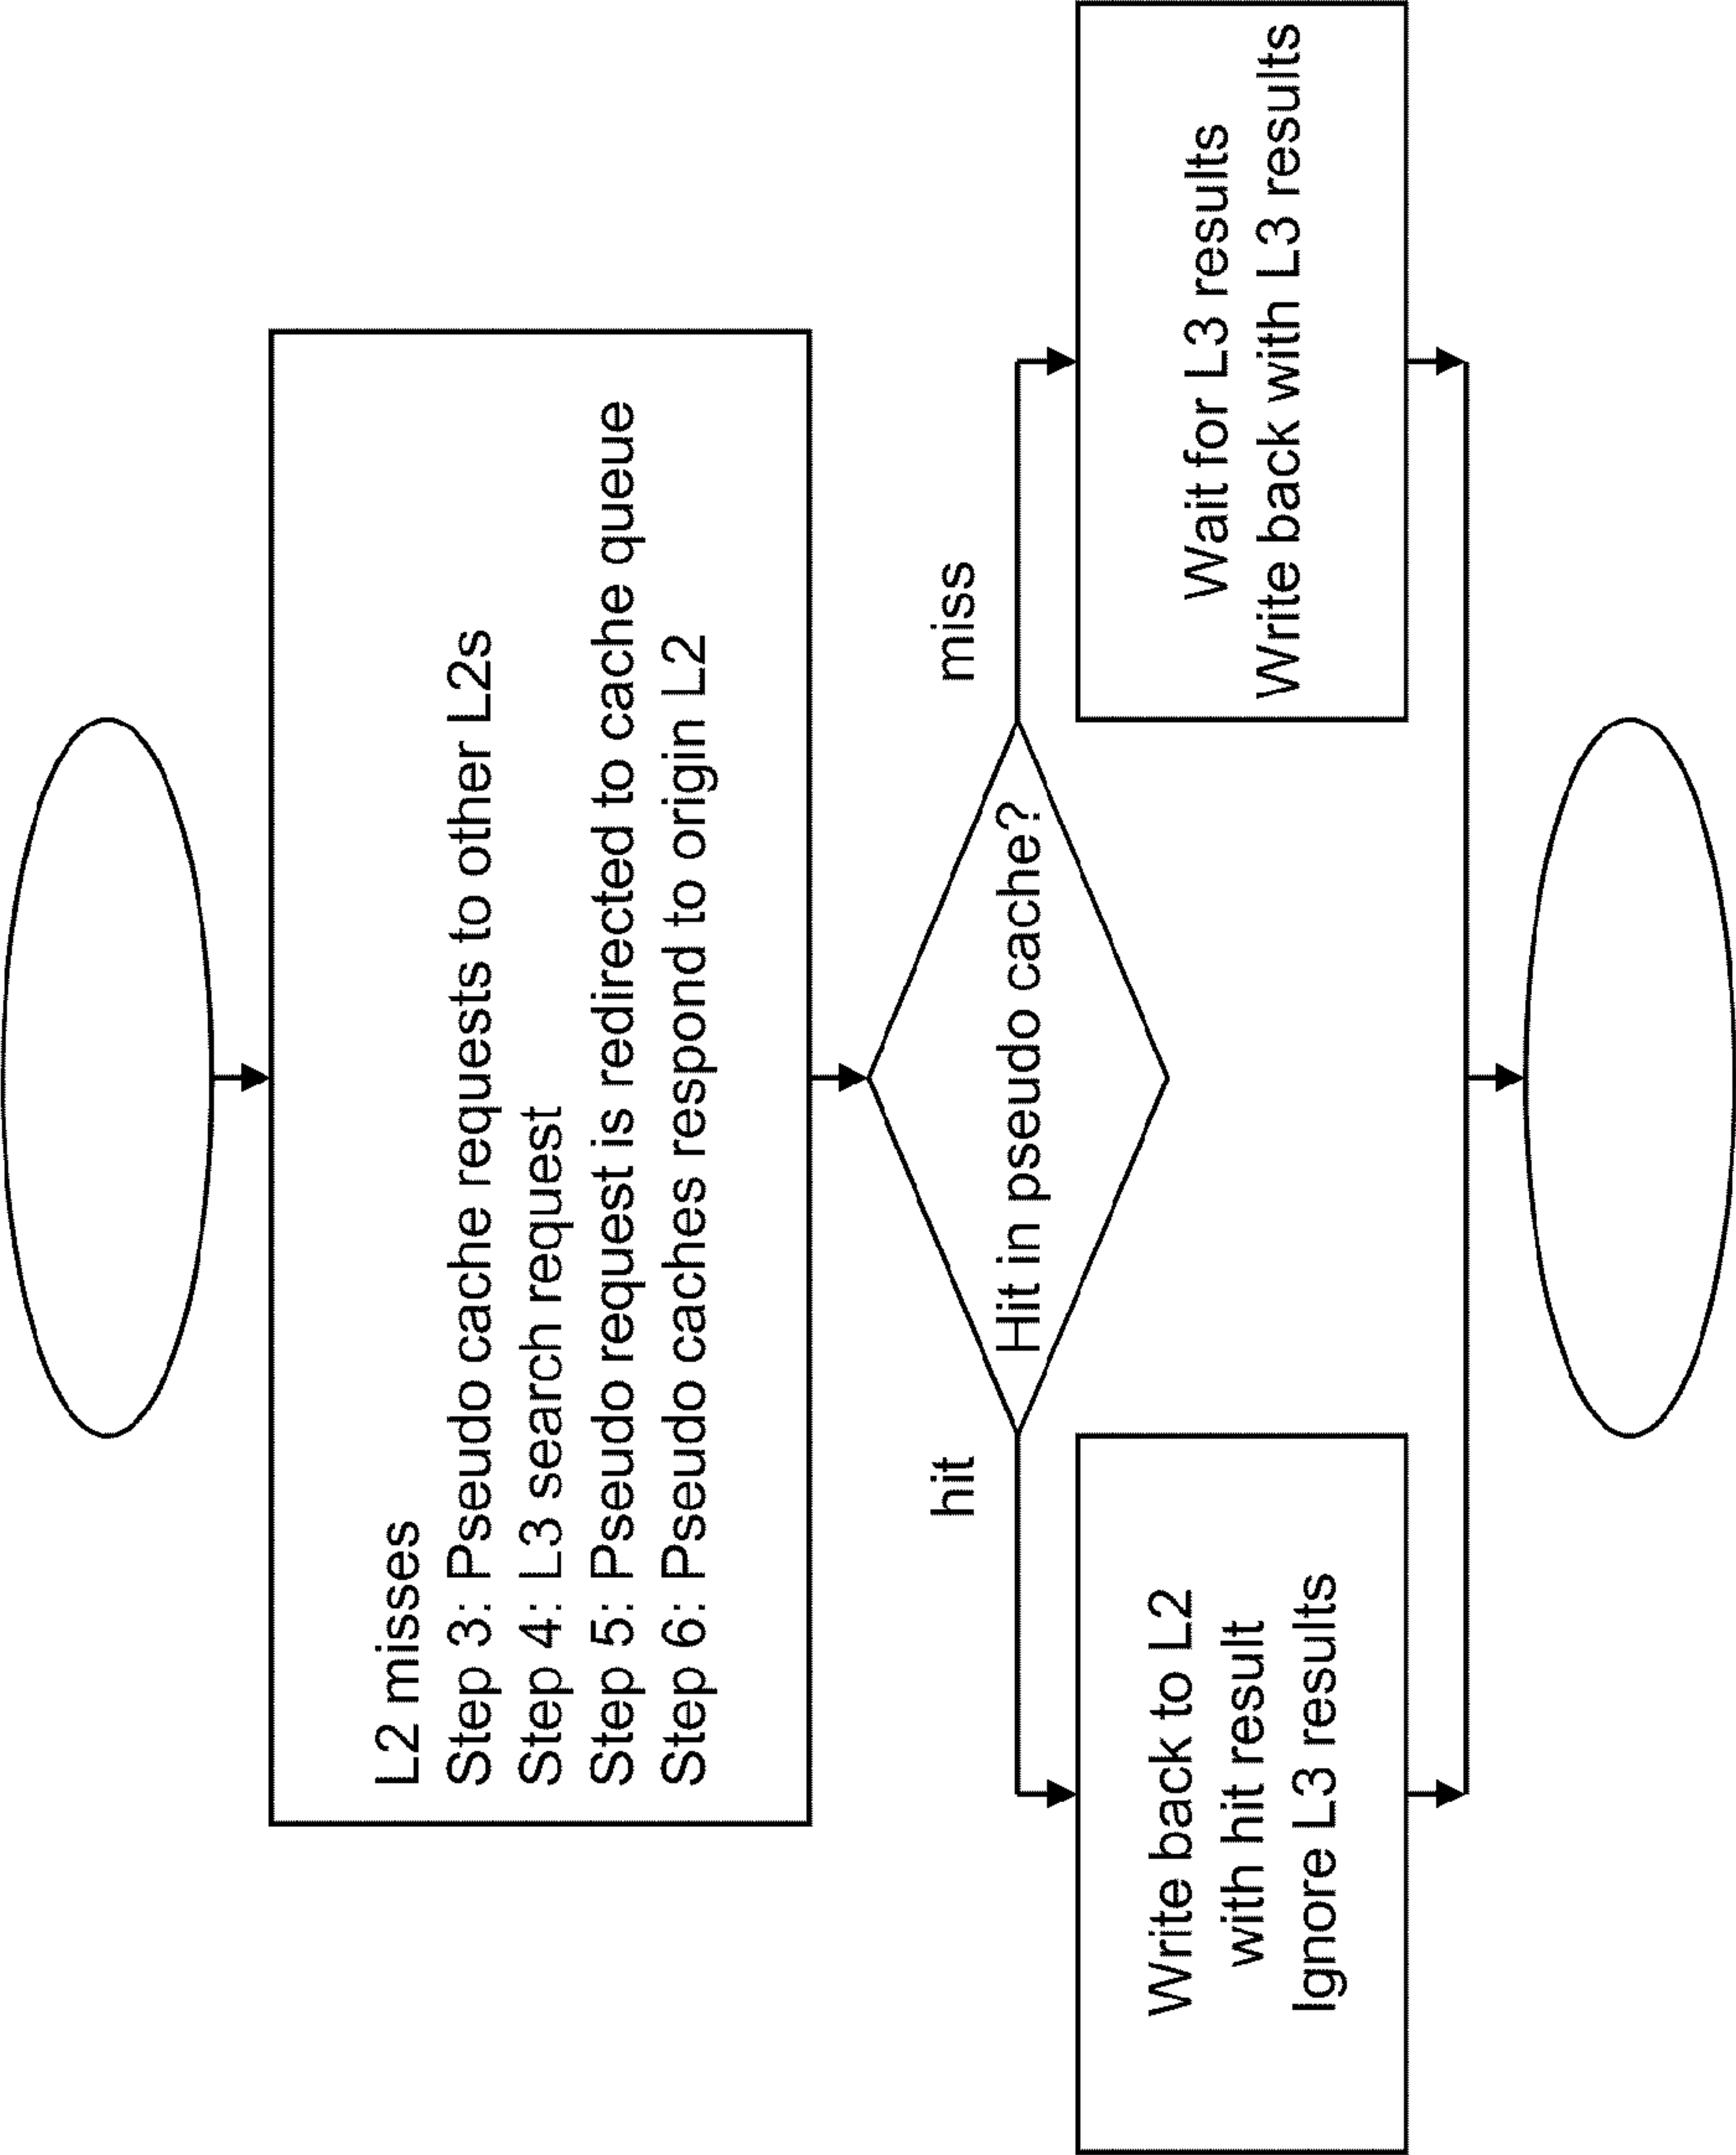 L2 misses
Step 3: Pseudo cache requests to other L2s
Step 4: L3 search request
Step 5: Pseudo request is redirected to cache queue
Step 6: Pseudo caches respond to origin L2
Hit in pseudo cache?
hit
miss
Write back to L2
with hit result
Ignore L3 results
Wait for L3 results
Write back with L3 results